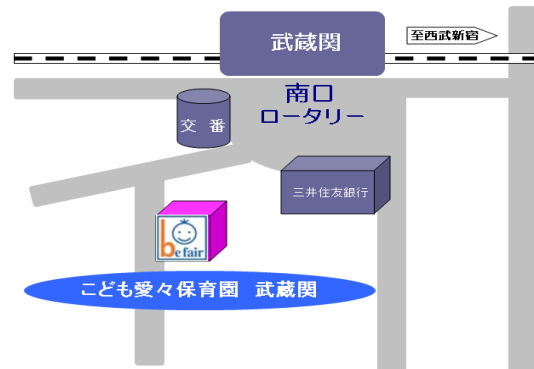 武蔵関
至西武新宿
南口
ロータリー
交 番
三井住友銀行
be fair
こども愛々保育園 武蔵関